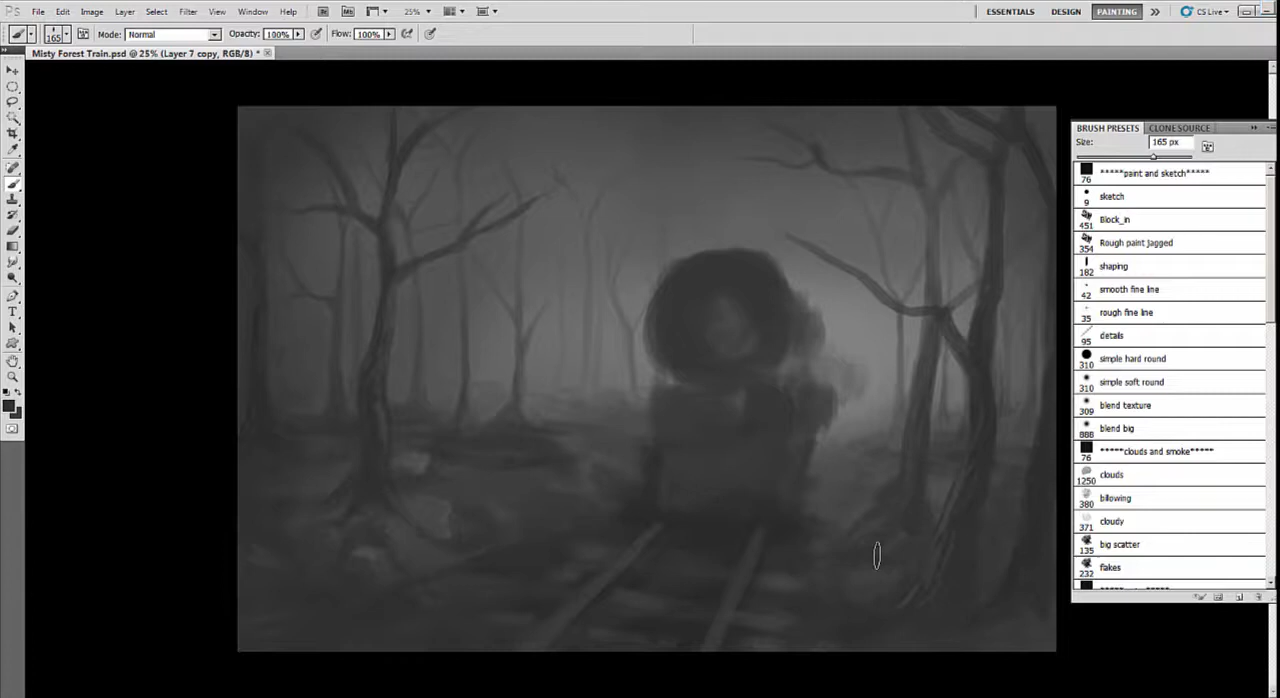 Ps File Edit Image Layer Select Filter View Window Help Br Mb 25% ESSENTIALS DESIGN PAINTING CS Live
165 Mode: Normal Opacity: 100% Flow: 100%
Misty Forest Train.psd @ 25% (Layer 7 copy, RGB/8) *
BRUSH PRESETS CLONE SOURCE
Size: 165 px
76 *****paint and sketch*****
9 sketch
451 Block_in
354 Rough paint jagged
182 shaping
42 smooth fine line
35 rough fine line
95 details
310 simple hard round
310 simple soft round
309 blend texture
888 blend big
76 *****clouds and smoke*****
1250 clouds
380 billowing
371 cloudy
135 big scatter
232 flakes